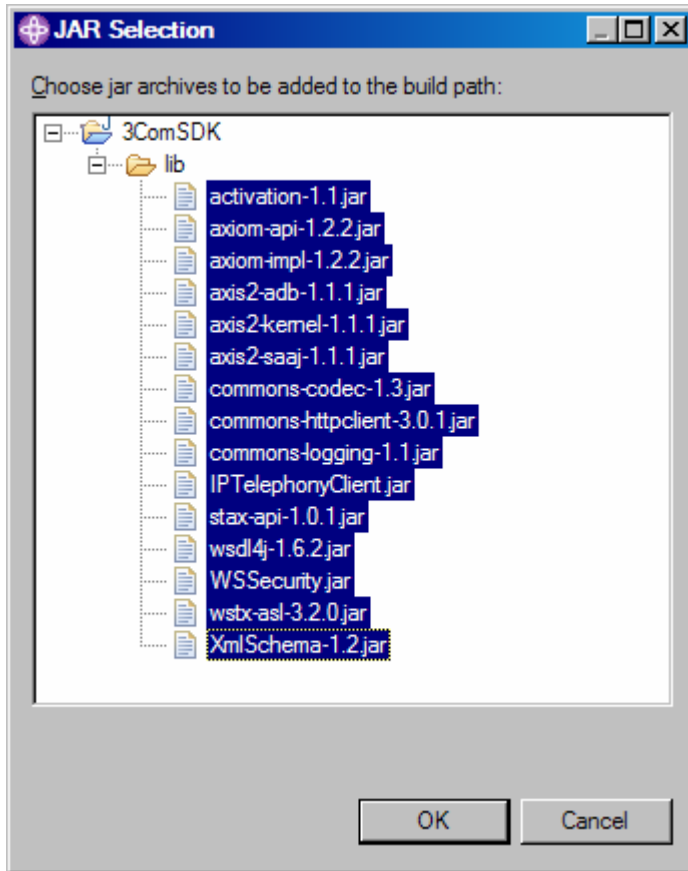 JAR Selection
Choose jar archives to be added to the build path:
3ComSDK
lib
activation-1.1.jar
axiom-api-1.2.2.jar
axiom-impl-1.2.2.jar
axis2-adb-1.1.1.jar
axis2-kernel-1.1.1.jar
axis2-saaj-1.1.1.jar
commons-codec-1.3.jar
commons-httpclient-3.0.1.jar
commons-logging-1.1.jar
IPTelephonyClient.jar
stax-api-1.0.1.jar
wsdl4j-1.6.2.jar
WSSecurity.jar
wstx-asl-3.2.0.jar
XmlSchema-1.2.jar
OK Cancel